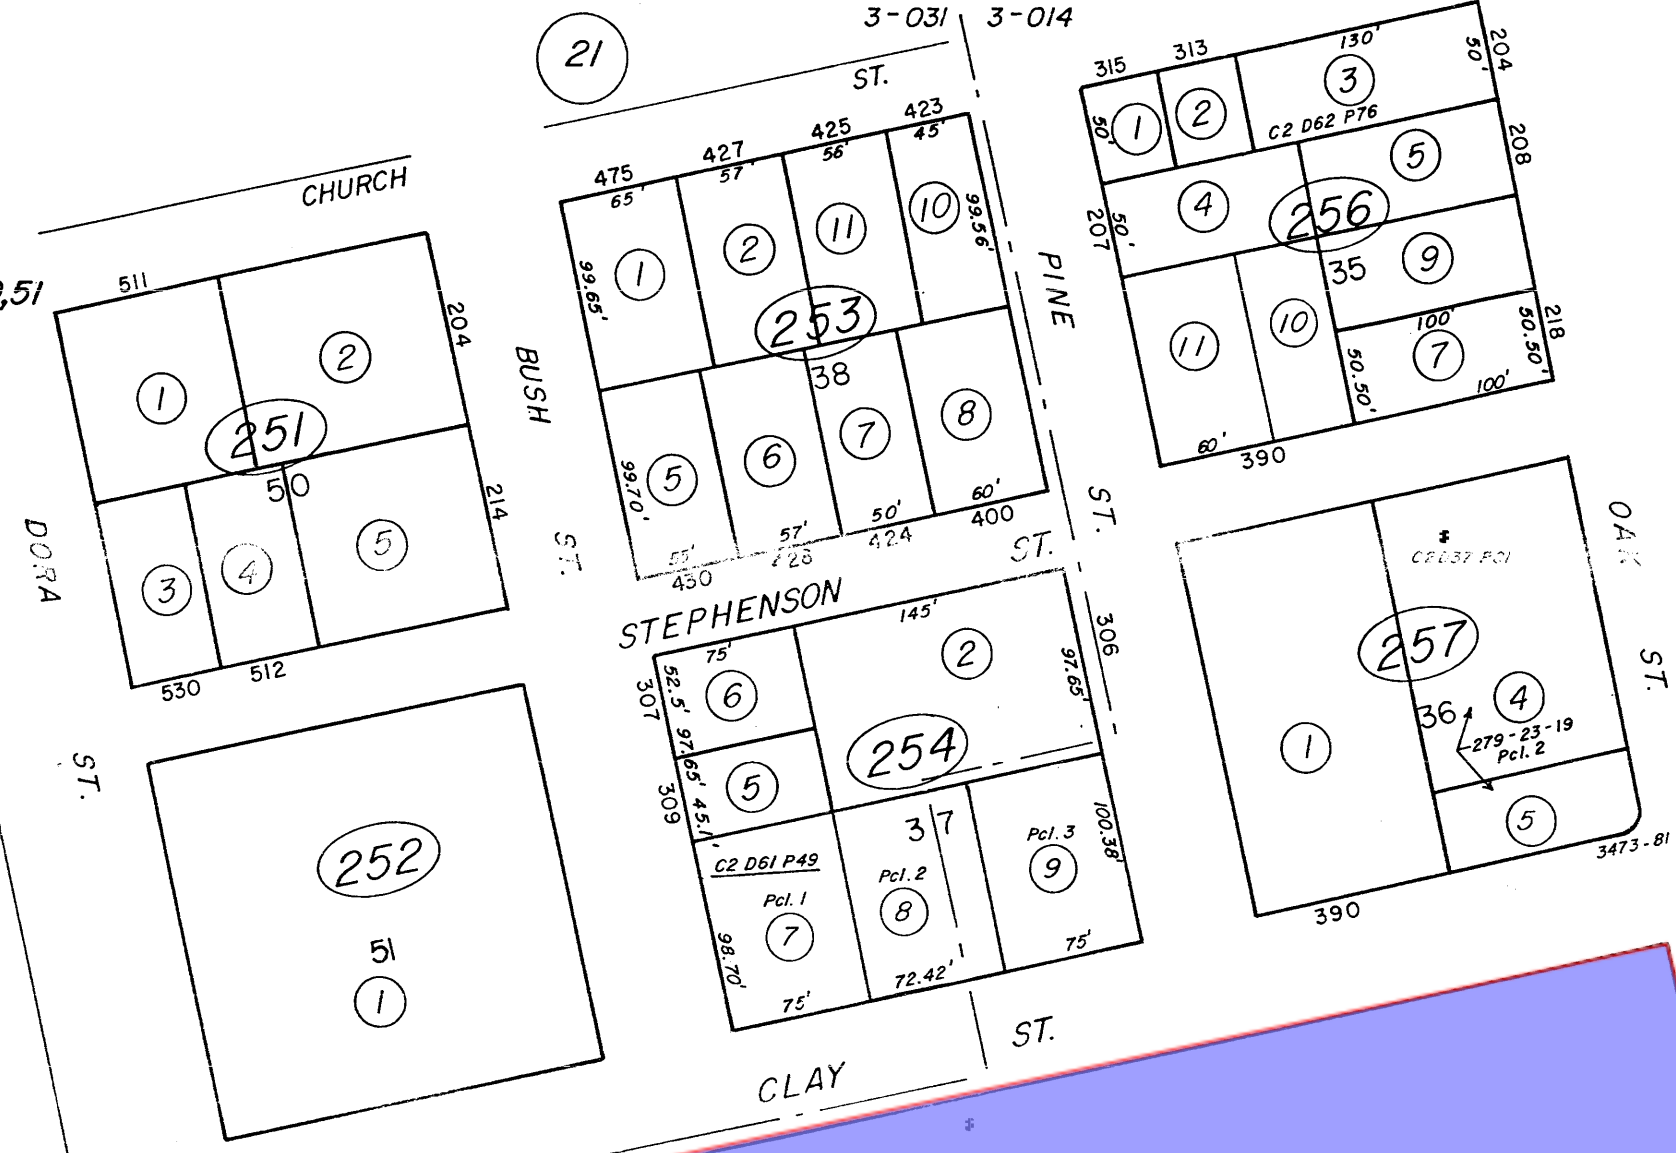 3-031 3-014
21
ST.
CHURCH
,51
315 313 130' 50' 204
1 2 3
50'
C2 D62 P76
208
5
4
256
207 50'
35
9
218
100'
50.50'
7
50.50'
100'
11 10
60'
390
475 427 425 423
65' 57' 56' 45'
1 2 11 10
99.65' 99.56'
253
38
5 6 7 8
99.70'
55' 57' 50' 60'
430 424 400
511
1 2
204
251
50
214
3 4 5
530 512
BUSH
ST.
PINE
ST.
DORA
ST.
OAK
ST.
STEPHENSON ST.
75' 145'
52.5' 6 2
307
97.65'
306
97.65'
254
5
309 45.1'
37
C2 D61 P49
Pcl. 1 Pcl. 2 Pcl. 3
7 8 9
100.38'
98.70'
75' 72.42' 75'
252
51
1
257
36
1 4
279-23-19
Pcl. 2
5
3473-81
390
CLAY ST.